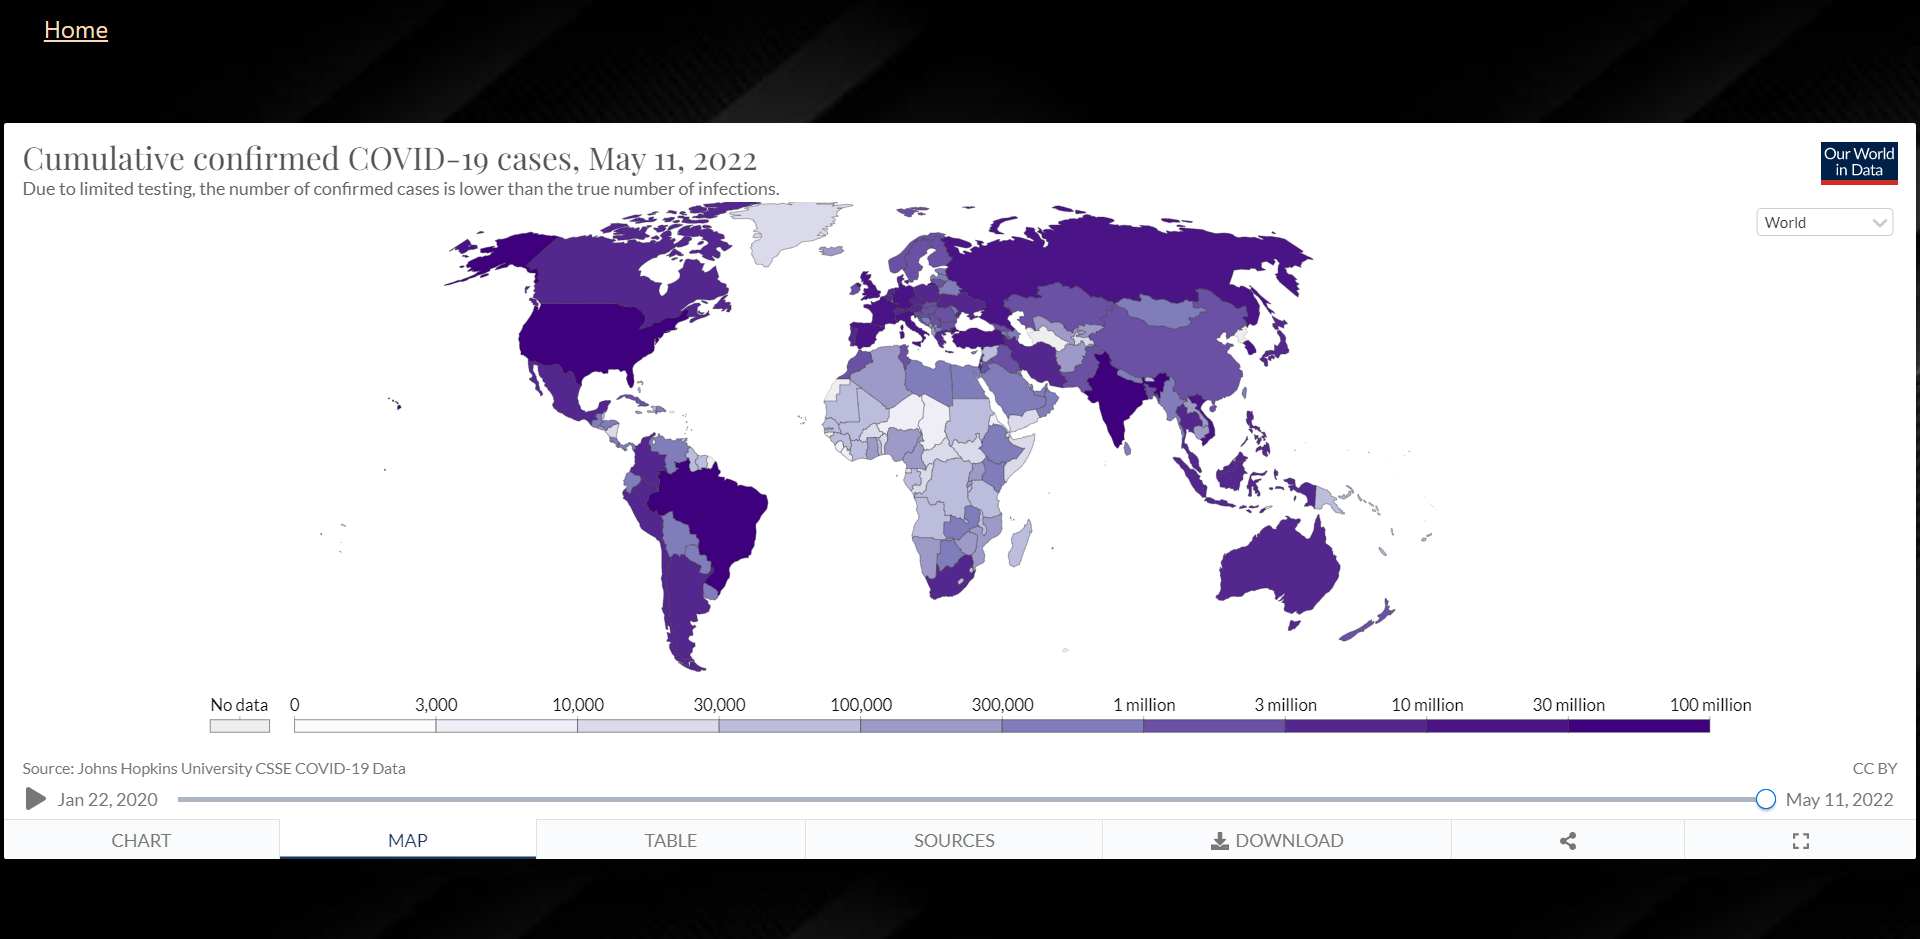 Home
Cumulative confirmed COVID-19 cases, May 11, 2022
Due to limited testing, the number of confirmed cases is lower than the true number of infections.
Our World
in Data
World
No data 0 3,000 10,000 30,000 100,000 300,000 1 million 3 million 10 million 30 million 100 million
Source: Johns Hopkins University CSSE COVID-19 Data CC BY
Jan 22, 2020 May 11, 2022
CHART MAP TABLE SOURCES DOWNLOAD